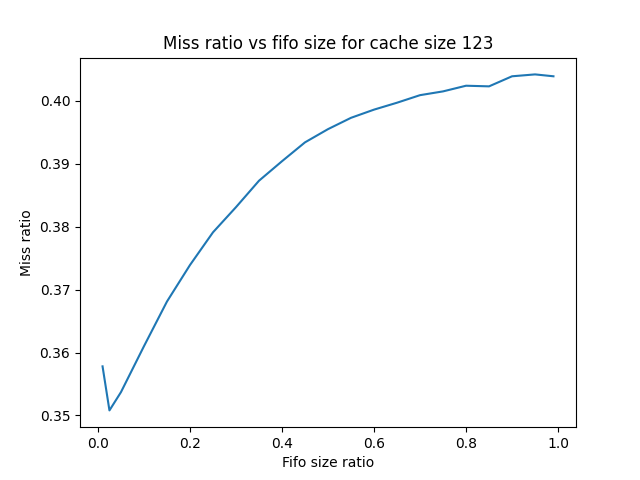 Miss ratio vs fifo size for cache size 123
0.40
0.39
0.38
0.37
0.36
0.35
Miss ratio
0.0 0.2 0.4 0.6 0.8 1.0
Fifo size ratio